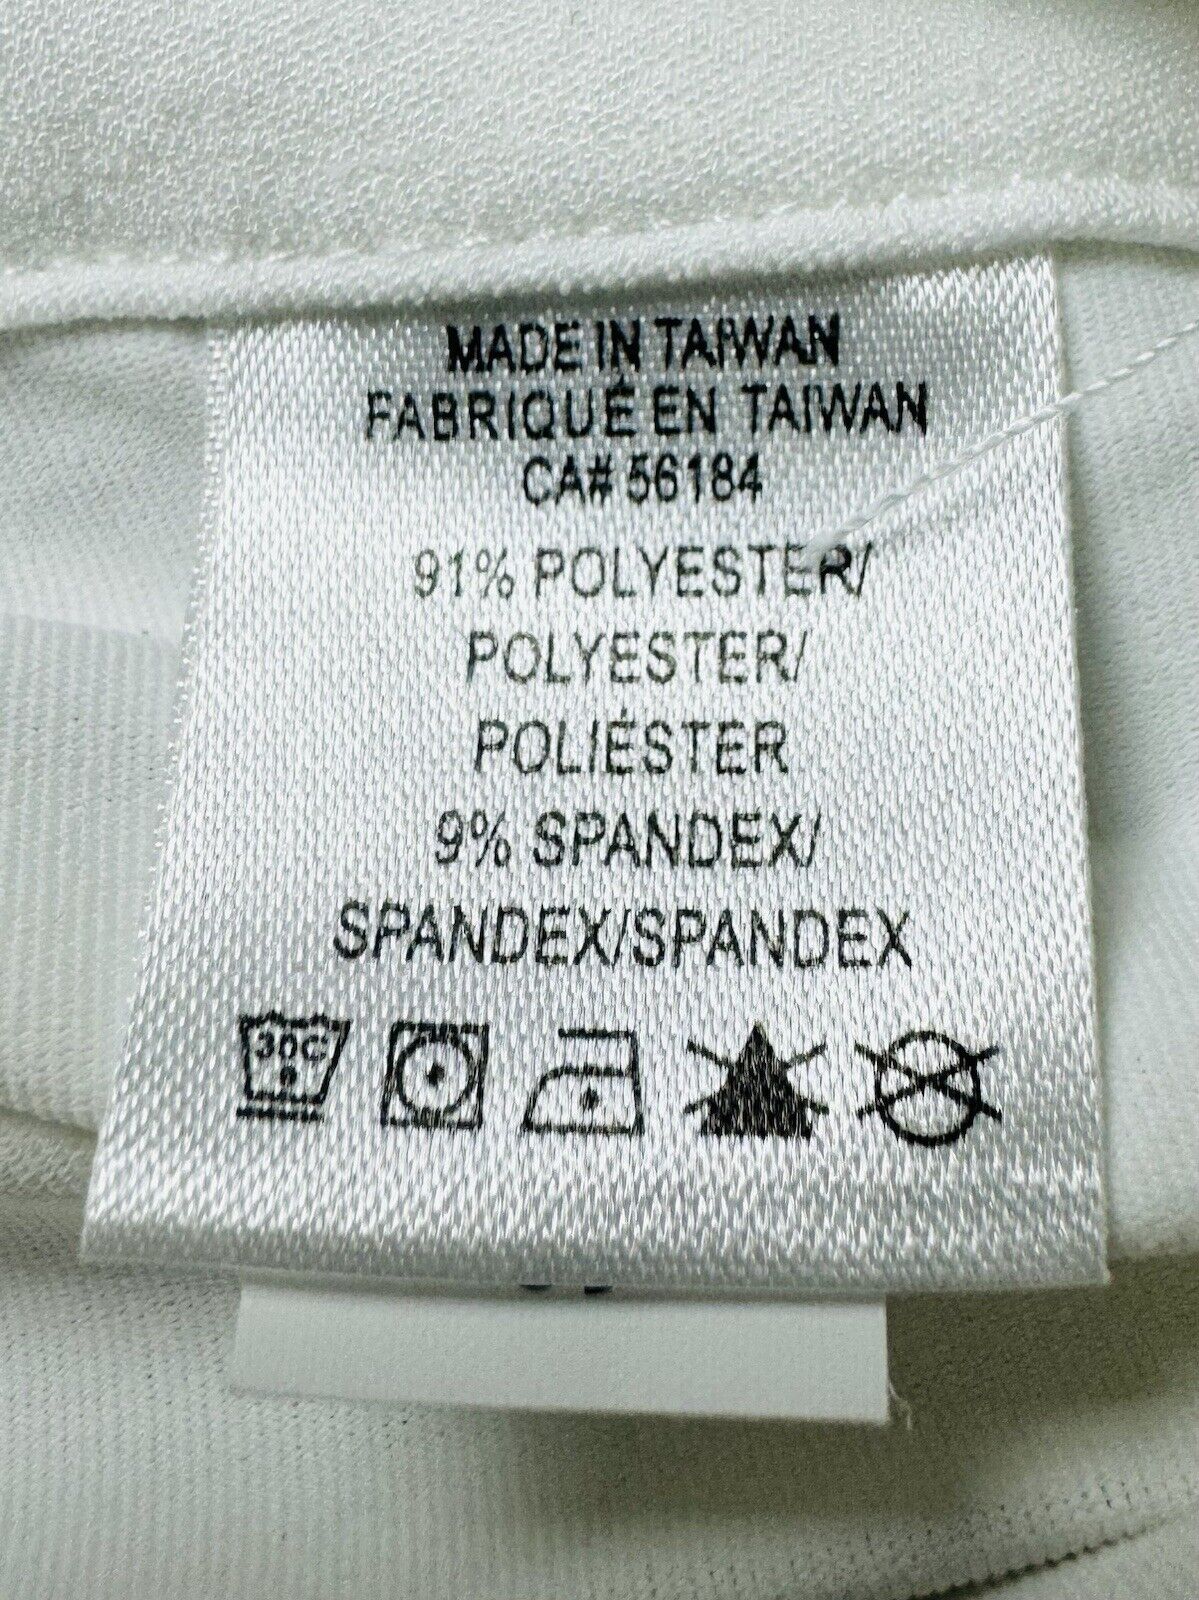 MADE IN TAIWAN
FABRIQUÉ EN TAIWAN
CA# 56184
91% POLYESTER/
POLYESTER/
POLIÉSTER
9% SPANDEX/
SPANDEX/SPANDEX
30C